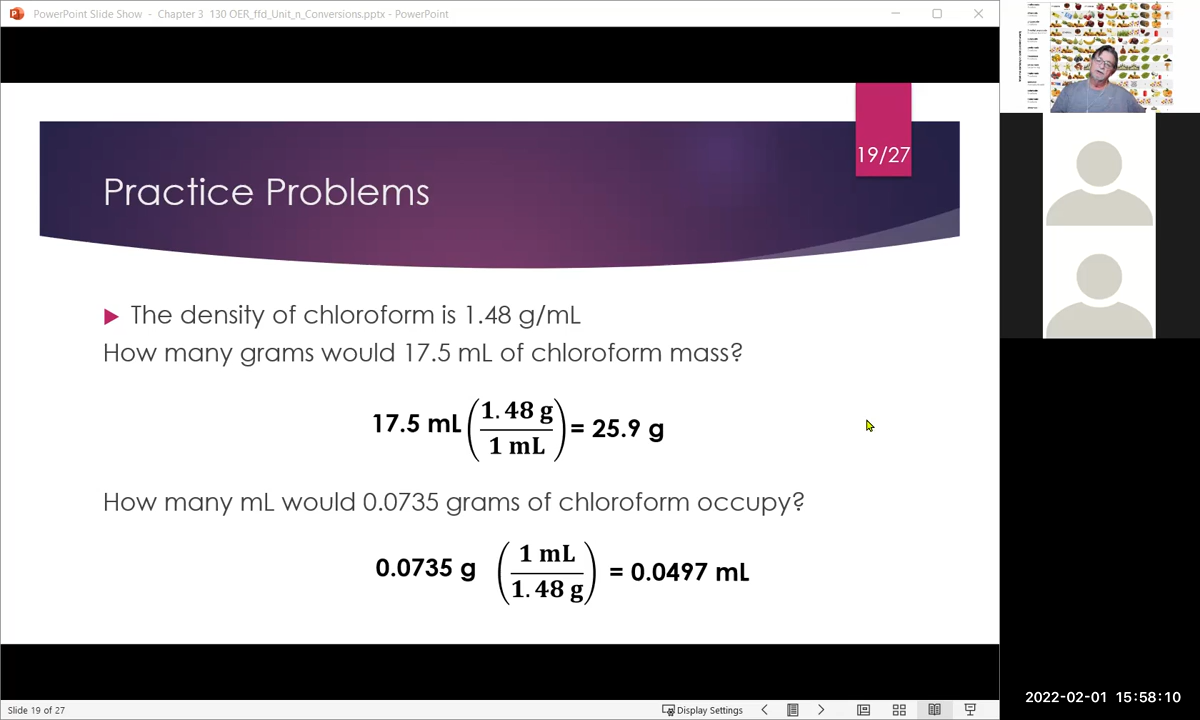 PowerPoint Slide Show - Chapter 3 130 OER_ffd_Unit_n_Conversions.pptx - PowerPoint
19/27
Practice Problems
The density of chloroform is 1.48 g/mL
How many grams would 17.5 mL of chloroform mass?
17.5 mL (1.48 g / 1 mL) = 25.9 g
How many mL would 0.0735 grams of chloroform occupy?
0.0735 g (1 mL / 1.48 g) = 0.0497 mL
2022-02-01 15:58:10
Slide 19 of 27
Display Settings